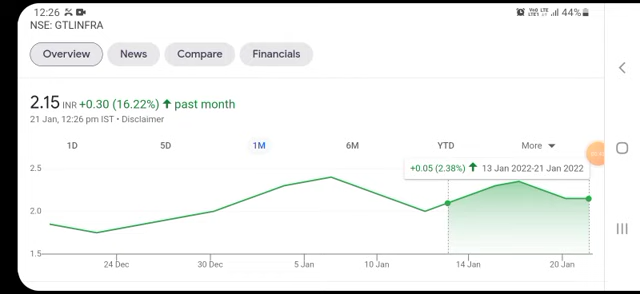 12:26
44%
NSE: GTLINFRA
Overview News Compare Financials
2.15 INR +0.30 (16.22%) ↑ past month
21 Jan, 12:26 pm IST • Disclaimer
1D 5D 1M 6M YTD More
+0.05 (2.38%) ↑ 13 Jan 2022-21 Jan 2022
2.5
2.0
1.5
24 Dec 30 Dec 5 Jan 10 Jan 14 Jan 20 Jan